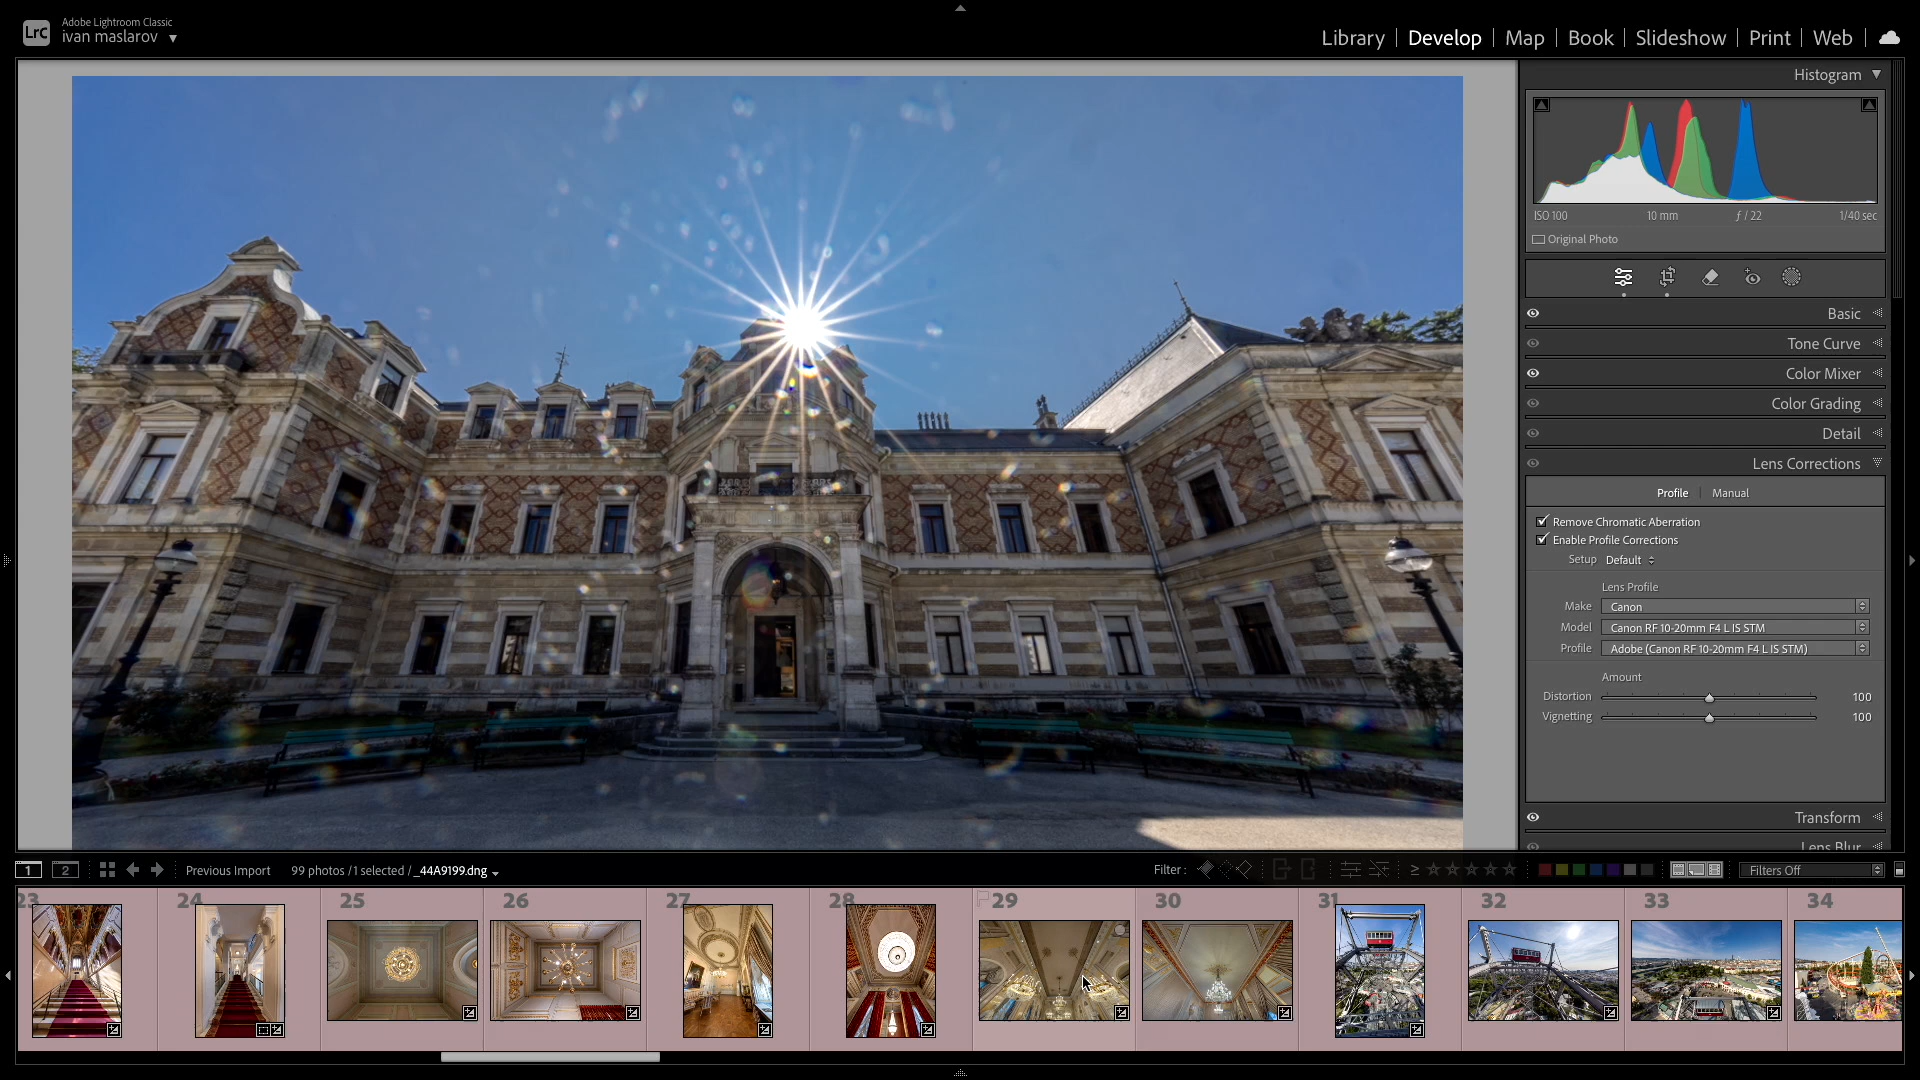 LrC
Adobe Lightroom Classic
ivan maslarov
Library | Develop | Map | Book | Slideshow | Print | Web
Histogram
ISO 100 10 mm ƒ / 22 1/40 sec
Original Photo
Basic
Tone Curve
Color Mixer
Color Grading
Detail
Lens Corrections
Profile | Manual
Remove Chromatic Aberration
Enable Profile Corrections
Setup Default
Lens Profile
Make Canon
Model Canon RF 10-20mm F4 L IS STM
Profile Adobe (Canon RF 10-20mm F4 L IS STM)
Amount
Distortion 100
Vignetting 100
Transform
Lens Blur
1 2 Previous Import 99 photos / 1 selected / _44A9199.dng Filter : ≥ Filters Off
23 24 25 26 27 28 29 30 31 32 33 34